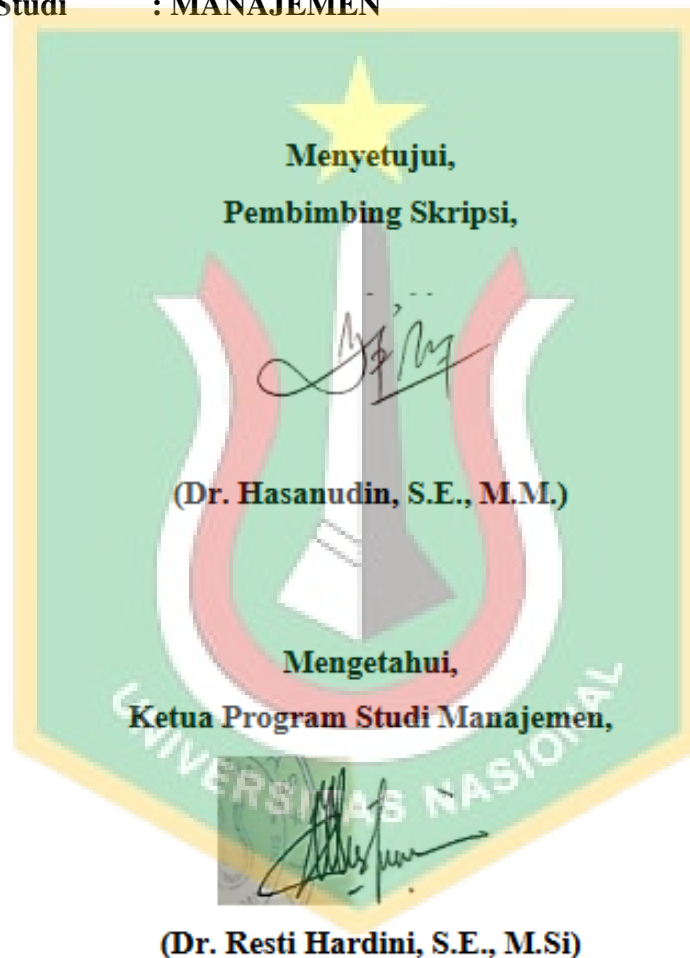 Studi : MANAJEMEN
Menyetujui,
Pembimbing Skripsi,
(Dr. Hasanudin, S.E., M.M.)
Mengetahui,
Ketua Program Studi Manajemen,
UNIVERSITAS NASIONAL
(Dr. Resti Hardini, S.E., M.Si)